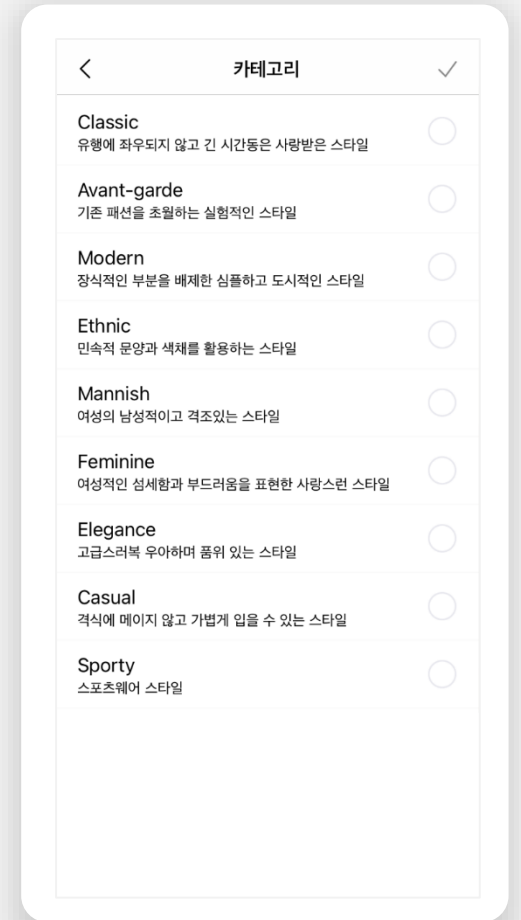 카테고리
Classic
유행에 좌우되지 않고 긴 시간동은 사랑받은 스타일
Avant-garde
기존 패션을 초월하는 실험적인 스타일
Modern
장식적인 부분을 배제한 심플하고 도시적인 스타일
Ethnic
민속적 문양과 색채를 활용하는 스타일
Mannish
여성의 남성적이고 격조있는 스타일
Feminine
여성적인 섬세함과 부드러움을 표현한 사랑스런 스타일
Elegance
고급스러복 우아하며 품위 있는 스타일
Casual
격식에 메이지 않고 가볍게 입을 수 있는 스타일
Sporty
스포츠웨어 스타일